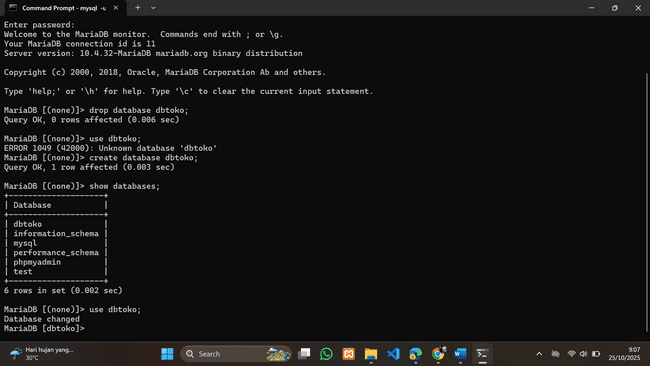 Command Prompt - mysql -u
Enter password:
Welcome to the MariaDB monitor.  Commands end with ; or \g.
Your MariaDB connection id is 11
Server version: 10.4.32-MariaDB mariadb.org binary distribution
Copyright (c) 2000, 2018, Oracle, MariaDB Corporation Ab and others.
Type 'help;' or '\h' for help. Type '\c' to clear the current input statement.
MariaDB [(none)]> drop database dbtoko;
Query OK, 0 rows affected (0.006 sec)
MariaDB [(none)]> use dbtoko;
ERROR 1049 (42000): Unknown database 'dbtoko'
MariaDB [(none)]> create database dbtoko;
Query OK, 1 row affected (0.003 sec)
MariaDB [(none)]> show databases;
+--------------------+
| Database           |
+--------------------+
| dbtoko             |
| information_schema |
| mysql              |
| performance_schema |
| phpmyadmin         |
| test               |
+--------------------+
6 rows in set (0.002 sec)
MariaDB [(none)]> use dbtoko;
Database changed
MariaDB [dbtoko]>
Hari hujan yang...
30°C
Search
9:07
25/10/2025